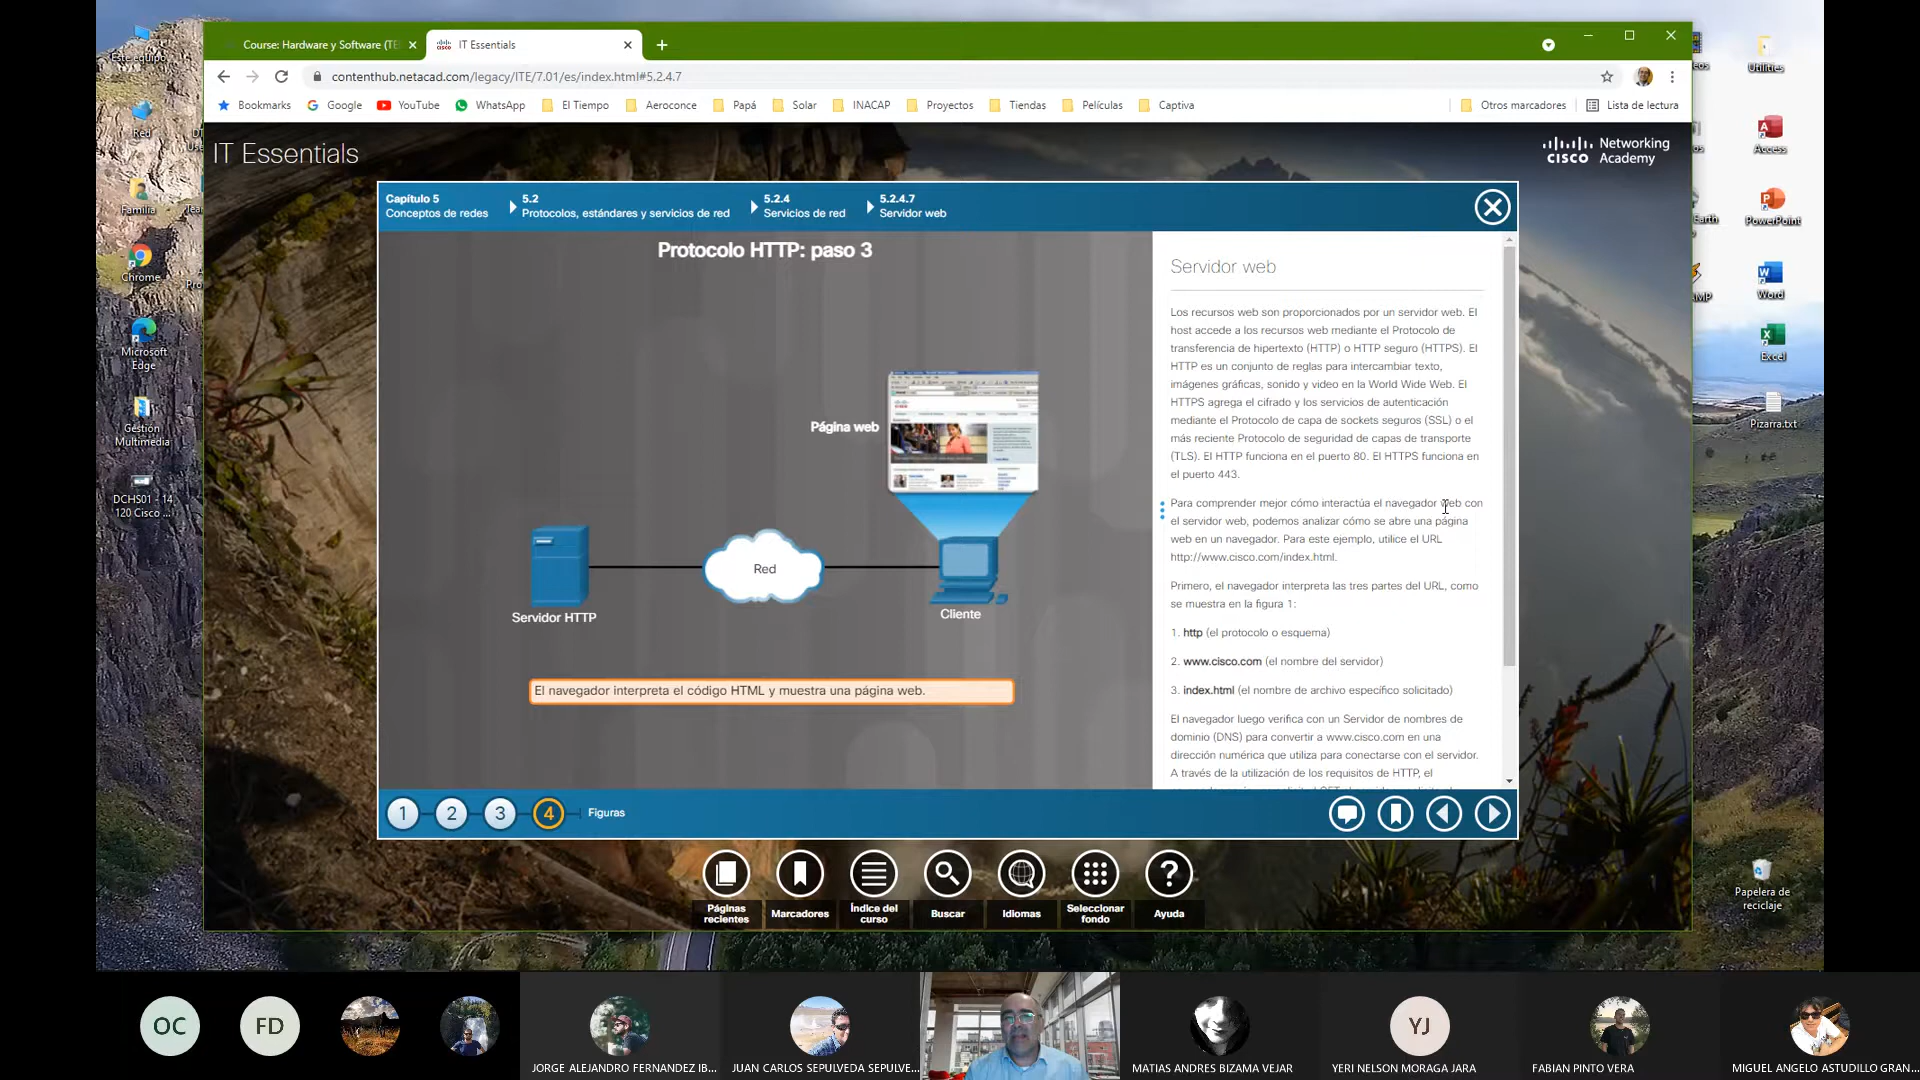 Course: Hardware y Software (TE
IT Essentials
contenthub.netacad.com/legacy/ITE/7.01/es/index.html#5.2.4.7
Bookmarks
Google
YouTube
WhatsApp
El Tiempo
Aeroconce
Papá
Solar
INACAP
Proyectos
Tiendas
Películas
Captiva
Otros marcadores
Lista de lectura
IT Essentials
cisco
Networking
Academy
Capítulo 5
Conceptos de redes
5.2
Protocolos, estándares y servicios de red
5.2.4
Servicios de red
5.2.4.7
Servidor web
Protocolo HTTP: paso 3
Página web
Red
Servidor HTTP
Cliente
El navegador interpreta el código HTML y muestra una página web.
Servidor web
Los recursos web son proporcionados por un servidor web. El
host accede a los recursos web mediante el Protocolo de
transferencia de hipertexto (HTTP) o HTTP seguro (HTTPS). El
HTTP es un conjunto de reglas para intercambiar texto,
imágenes gráficas, sonido y video en la World Wide Web. El
HTTPS agrega el cifrado y los servicios de autenticación
mediante el Protocolo de capa de sockets seguros (SSL) o el
más reciente Protocolo de seguridad de capas de transporte
(TLS). El HTTP funciona en el puerto 80. El HTTPS funciona en
el puerto 443.
Para comprender mejor cómo interactúa el navegador web con
el servidor web, podemos analizar cómo se abre una página
web en un navegador. Para este ejemplo, utilice el URL
http://www.cisco.com/index.html.
Primero, el navegador interpreta las tres partes del URL, como
se muestra en la figura 1:
1. http (el protocolo o esquema)
2. www.cisco.com (el nombre del servidor)
3. index.html (el nombre de archivo específico solicitado)
El navegador luego verifica con un Servidor de nombres de
dominio (DNS) para convertir a www.cisco.com en una
dirección numérica que utiliza para conectarse con el servidor.
A través de la utilización de los requisitos de HTTP, el
1
2
3
4
Figuras
Páginas
recientes
Marcadores
Índice del
curso
Buscar
Idiomas
Seleccionar
fondo
Ayuda
Este equipo
Red
Familia
Chrome
Microsoft
Edge
Gestión
Multimedia
DCHS01 - 14
120 Cisco ...
Utilities
Access
PowerPoint
Word
Excel
Pizarra.txt
Papelera de
reciclaje
OC
FD
JORGE ALEJANDRO FERNANDEZ IB...
JUAN CARLOS SEPULVEDA SEPULVE...
MATIAS ANDRES BIZAMA VEJAR
YJ
YERI NELSON MORAGA JARA
FABIAN PINTO VERA
MIGUEL ANGELO ASTUDILLO GRAN...